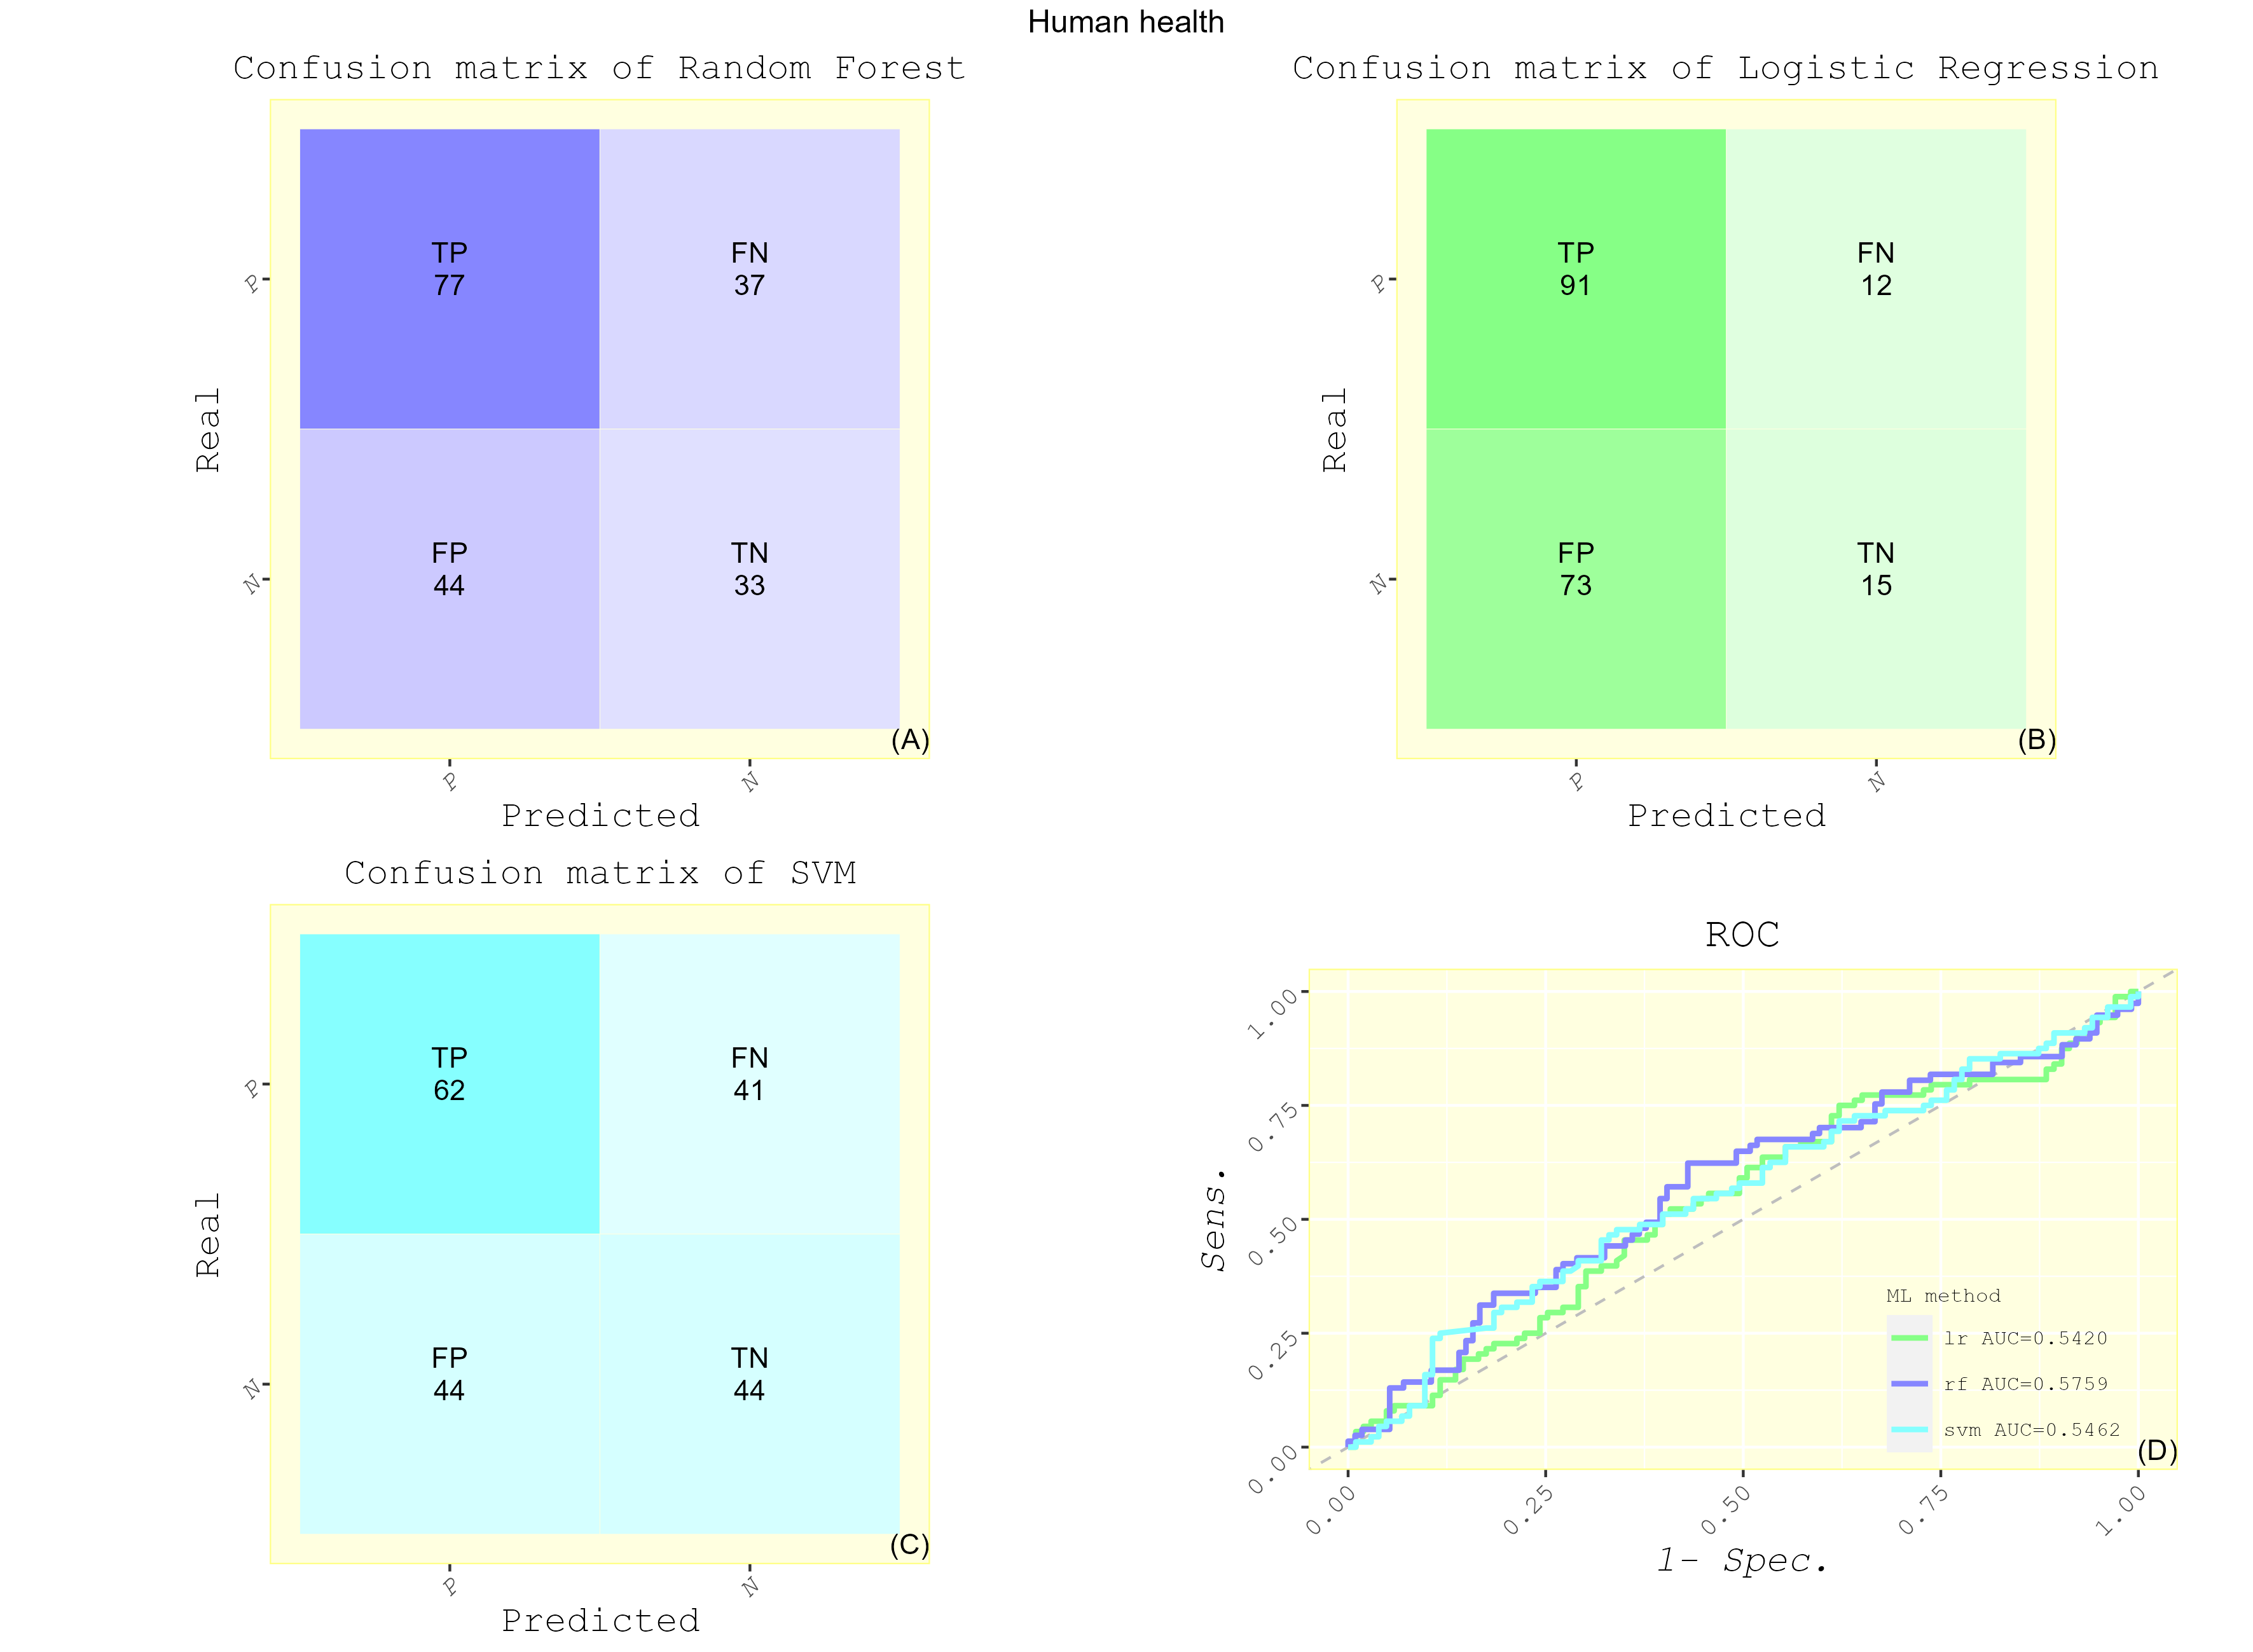 Human health
Confusion matrix of Random Forest
TP
77
FN
37
FP
44
TN
33
P
N
Real
(A)
P
N
Predicted
Confusion matrix of Logistic Regression
TP
91
FN
12
FP
73
TN
15
P
N
Real
(B)
P
N
Predicted
Confusion matrix of SVM
TP
62
FN
41
FP
44
TN
44
P
N
Real
(C)
P
N
Predicted
ROC
1.00
0.75
0.50
0.25
0.00
Sens.
ML method
lr AUC=0.5420
rf AUC=0.5759
svm AUC=0.5462
(D)
0.00
0.25
0.50
0.75
1.00
1- Spec.